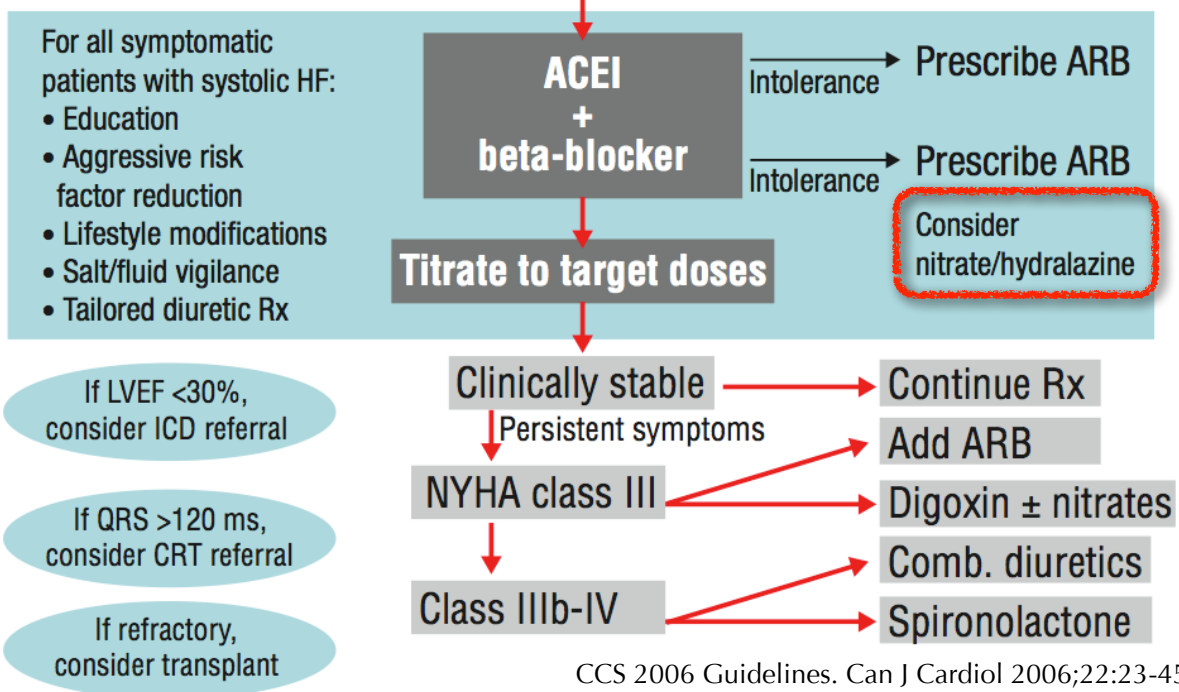 For all symptomatic
patients with systolic HF:
• Education
• Aggressive risk
factor reduction
• Lifestyle modifications
• Salt/fluid vigilance
• Tailored diuretic Rx
ACEI
+
beta-blocker
Intolerance
Prescribe ARB
Intolerance
Prescribe ARB
Consider
nitrate/hydralazine
Titrate to target doses
If LVEF <30%,
consider ICD referral
If QRS >120 ms,
consider CRT referral
If refractory,
consider transplant
Clinically stable
Continue Rx
Persistent symptoms
NYHA class III
Add ARB
Digoxin ± nitrates
Class IIIb-IV
Comb. diuretics
Spironolactone
CCS 2006 Guidelines. Can J Cardiol 2006;22:23-45